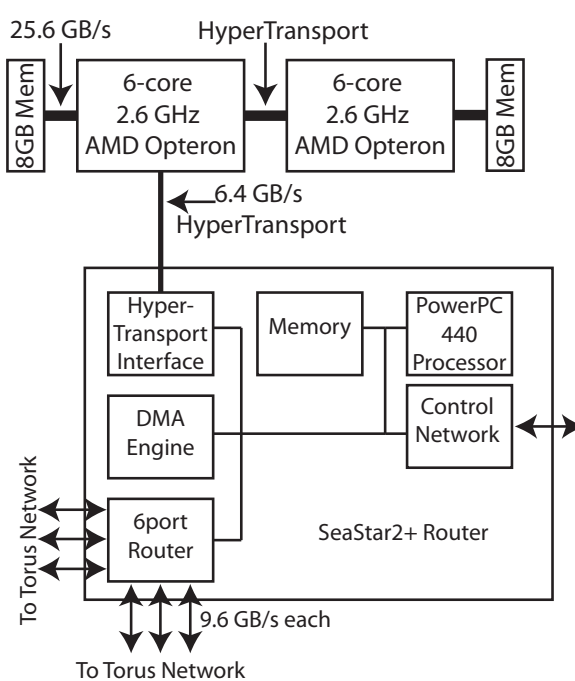 25.6 GB/s
HyperTransport
8GB Mem
6-core
2.6 GHz
AMD Opteron
6-core
2.6 GHz
AMD Opteron
8GB Mem
6.4 GB/s
HyperTransport
Hyper-
Transport
Interface
Memory
PowerPC
440
Processor
DMA
Engine
Control
Network
To Torus Network
6port
Router
SeaStar2+ Router
9.6 GB/s each
To Torus Network